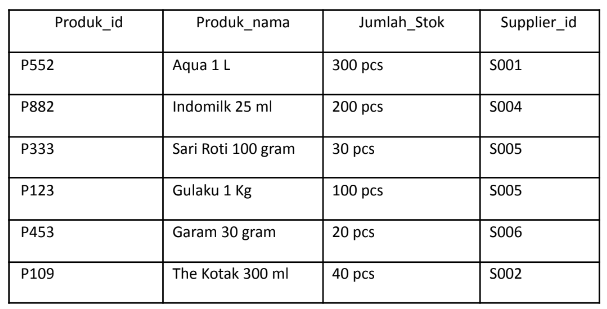 Produk_id Produk_nama Jumlah_Stok Supplier_id
P552 Aqua 1 L 300 pcs S001
P882 Indomilk 25 ml 200 pcs S004
P333 Sari Roti 100 gram 30 pcs S005
P123 Gulaku 1 Kg 100 pcs S005
P453 Garam 30 gram 20 pcs S006
P109 The Kotak 300 ml 40 pcs S002